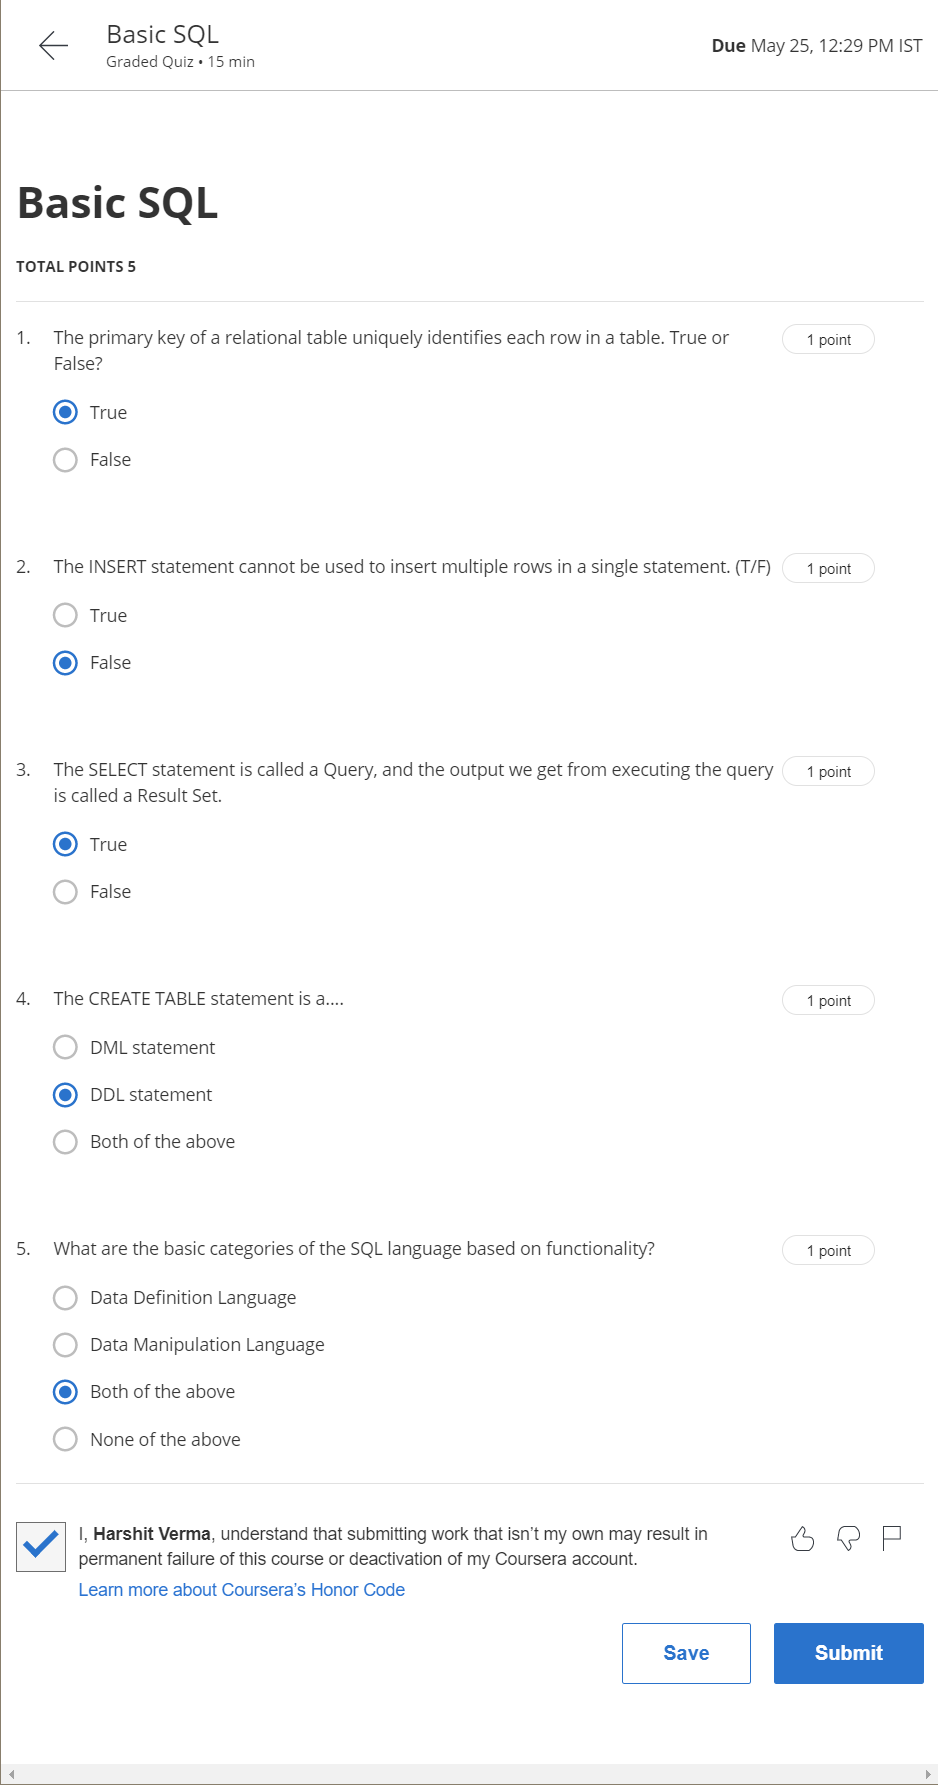 Basic SQL
Graded Quiz • 15 min
Due May 25, 12:29 PM IST
Basic SQL
TOTAL POINTS 5
1. The primary key of a relational table uniquely identifies each row in a table. True or
False?
1 point
True
False
2. The INSERT statement cannot be used to insert multiple rows in a single statement. (T/F)
1 point
True
False
3. The SELECT statement is called a Query, and the output we get from executing the query
is called a Result Set.
1 point
True
False
4. The CREATE TABLE statement is a....
1 point
DML statement
DDL statement
Both of the above
5. What are the basic categories of the SQL language based on functionality?
1 point
Data Definition Language
Data Manipulation Language
Both of the above
None of the above
I, Harshit Verma, understand that submitting work that isn't my own may result in
permanent failure of this course or deactivation of my Coursera account.
Learn more about Coursera's Honor Code
Save
Submit